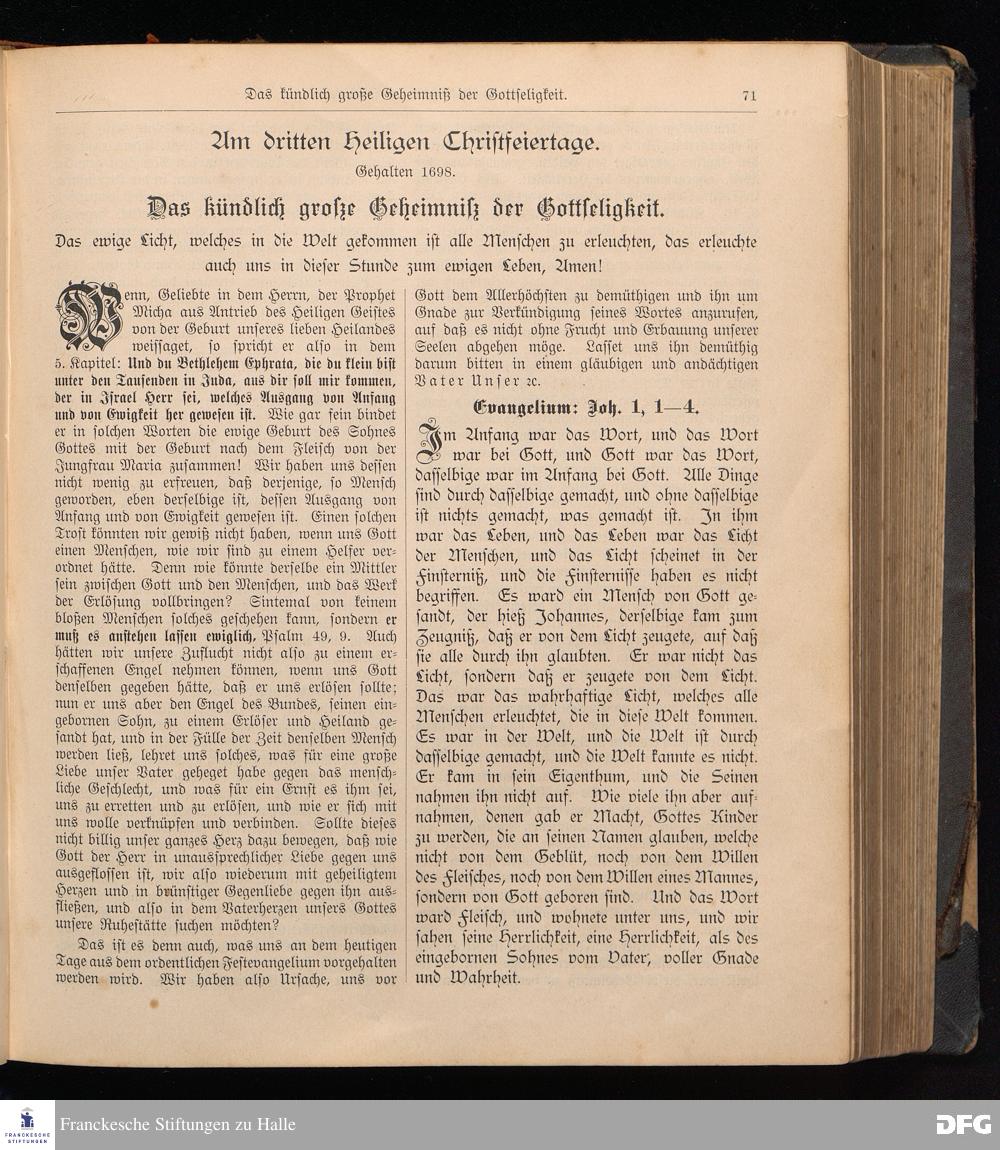 Das kündlich große Geheimniß der Gottseligkeit. 71
Am dritten Heiligen Christfeiertage.
Gehalten 1698.
Das kündlich große Geheimniß der Gottseligkeit.
Das ewige Licht, welches in die Welt gekommen ist alle Menschen zu erleuchten, das erleuchte
auch uns in dieser Stunde zum ewigen Leben, Amen!
Wenn, Geliebte in dem Herrn, der Prophet
Micha aus Antrieb des Heiligen Geistes
von der Geburt unseres lieben Heilandes
weissaget, so spricht er also in dem
5. Kapitel: Und du Bethlehem Ephrata, die du klein bist
unter den Tausenden in Juda, aus dir soll mir kommen,
der in Israel Herr sei, welches Ausgang von Anfang
und von Ewigkeit her gewesen ist. Wie gar fein bindet
er in solchen Worten die ewige Geburt des Sohnes
Gottes mit der Geburt nach dem Fleisch von der
Jungfrau Maria zusammen! Wir haben uns dessen
nicht wenig zu erfreuen, daß derjenige, so Mensch
geworden, eben derselbige ist, dessen Ausgang von
Anfang und von Ewigkeit gewesen ist. Einen solchen
Trost könnten wir gewiß nicht haben, wenn uns Gott
einen Menschen, wie wir sind zu einem Helfer ver-
ordnet hätte. Denn wie könnte derselbe ein Mittler
sein zwischen Gott und den Menschen, und das Werk
der Erlösung vollbringen? Sintemal von keinem
bloßen Menschen solches geschehen kann, sondern er
muß es anstehen lassen ewiglich, Psalm 49, 9. Auch
hätten wir unsere Zuflucht nicht also zu einem er-
schaffenen Engel nehmen können, wenn uns Gott
denselben gegeben hätte, daß er uns erlösen sollte;
nun er uns aber den Engel des Bundes, seinen ein-
gebornen Sohn, zu einem Erlöser und Heiland ge-
sandt hat, und in der Fülle der Zeit denselben Mensch
werden ließ, lehret uns solches, was für eine große
Liebe unser Vater geheget habe gegen das mensch-
liche Geschlecht, und was für ein Ernst es ihm sei,
uns zu erretten und zu erlösen, und wie er sich mit
uns wolle verknüpfen und verbinden. Sollte dieses
nicht billig unser ganzes Herz dazu bewegen, daß wie
Gott der Herr in unaussprechlicher Liebe gegen uns
ausgeflossen ist, wir also wiederum mit geheiligtem
Herzen und in brünstiger Gegenliebe gegen ihn aus-
fließen, und also in dem Vaterherzen unsers Gottes
unsere Ruhestätte suchen möchten?
Das ist es denn auch, was uns an dem heutigen
Tage aus dem ordentlichen Festevangelium vorgehalten
werden wird. Wir haben also Ursache, uns vor
Gott dem Allerhöchsten zu demüthigen und ihn um
Gnade zur Verkündigung seines Wortes anzurufen,
auf daß es nicht ohne Frucht und Erbauung unserer
Seelen abgehen möge. Lasset uns ihn demüthig
darum bitten in einem gläubigen und andächtigen
Vater Unser ꝛc.
Evangelium: Joh. 1, 1—4.
Im Anfang war das Wort, und das Wort
war bei Gott, und Gott war das Wort,
dasselbige war im Anfang bei Gott. Alle Dinge
sind durch dasselbige gemacht, und ohne dasselbige
ist nichts gemacht, was gemacht ist. In ihm
war das Leben, und das Leben war das Licht
der Menschen, und das Licht scheinet in der
Finsterniß, und die Finsternisse haben es nicht
begriffen. Es ward ein Mensch von Gott ge-
sandt, der hieß Johannes, derselbige kam zum
Zeugniß, daß er von dem Licht zeugete, auf daß
sie alle durch ihn glaubten. Er war nicht das
Licht, sondern daß er zeugete von dem Licht.
Das war das wahrhaftige Licht, welches alle
Menschen erleuchtet, die in diese Welt kommen.
Es war in der Welt, und die Welt ist durch
dasselbige gemacht, und die Welt kannte es nicht.
Er kam in sein Eigenthum, und die Seinen
nahmen ihn nicht auf. Wie viele ihn aber auf-
nahmen, denen gab er Macht, Gottes Kinder
zu werden, die an seinen Namen glauben, welche
nicht von dem Geblüt, noch von dem Willen
des Fleisches, noch von dem Willen eines Mannes,
sondern von Gott geboren sind. Und das Wort
ward Fleisch, und wohnete unter uns, und wir
sahen seine Herrlichkeit, eine Herrlichkeit, als des
eingebornen Sohnes vom Vater, voller Gnade
und Wahrheit.
FRANCKESCHE
STIFTUNGEN
Franckesche Stiftungen zu Halle
DFG